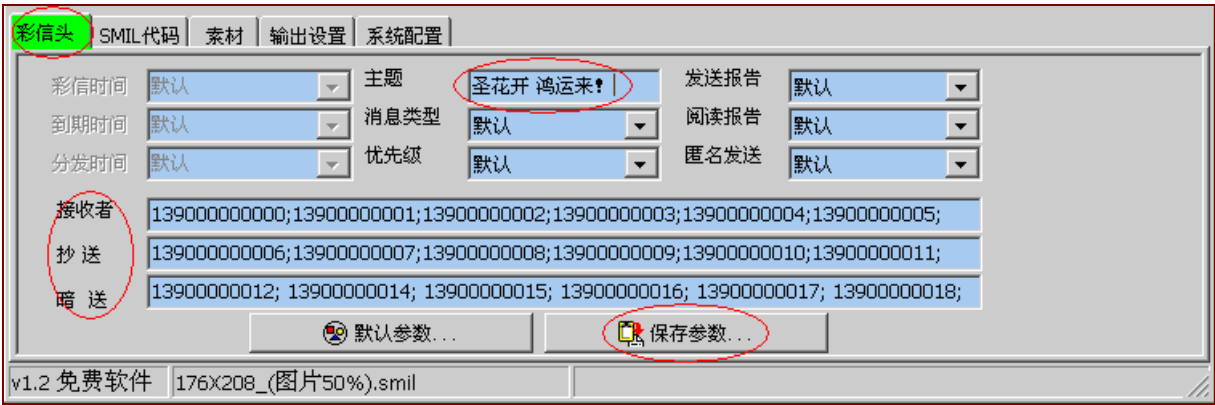 彩信头 SMIL代码 素材 输出设置 系统配置
彩信时间 默认 主题 圣花开 鸿运来! 发送报告 默认
到期时间 默认 消息类型 默认 阅读报告 默认
分发时间 默认 优先级 默认 匿名发送 默认
接收者 139000000000;13900000001;13900000002;13900000003;13900000004;13900000005;
抄 送 139000000006;13900000007;13900000008;13900000009;13900000010;13900000011;
暗 送 13900000012; 13900000014; 13900000015; 13900000016; 13900000017; 13900000018;
默认参数... 保存参数...
v1.2 免费软件 176X208_(图片50%).smil